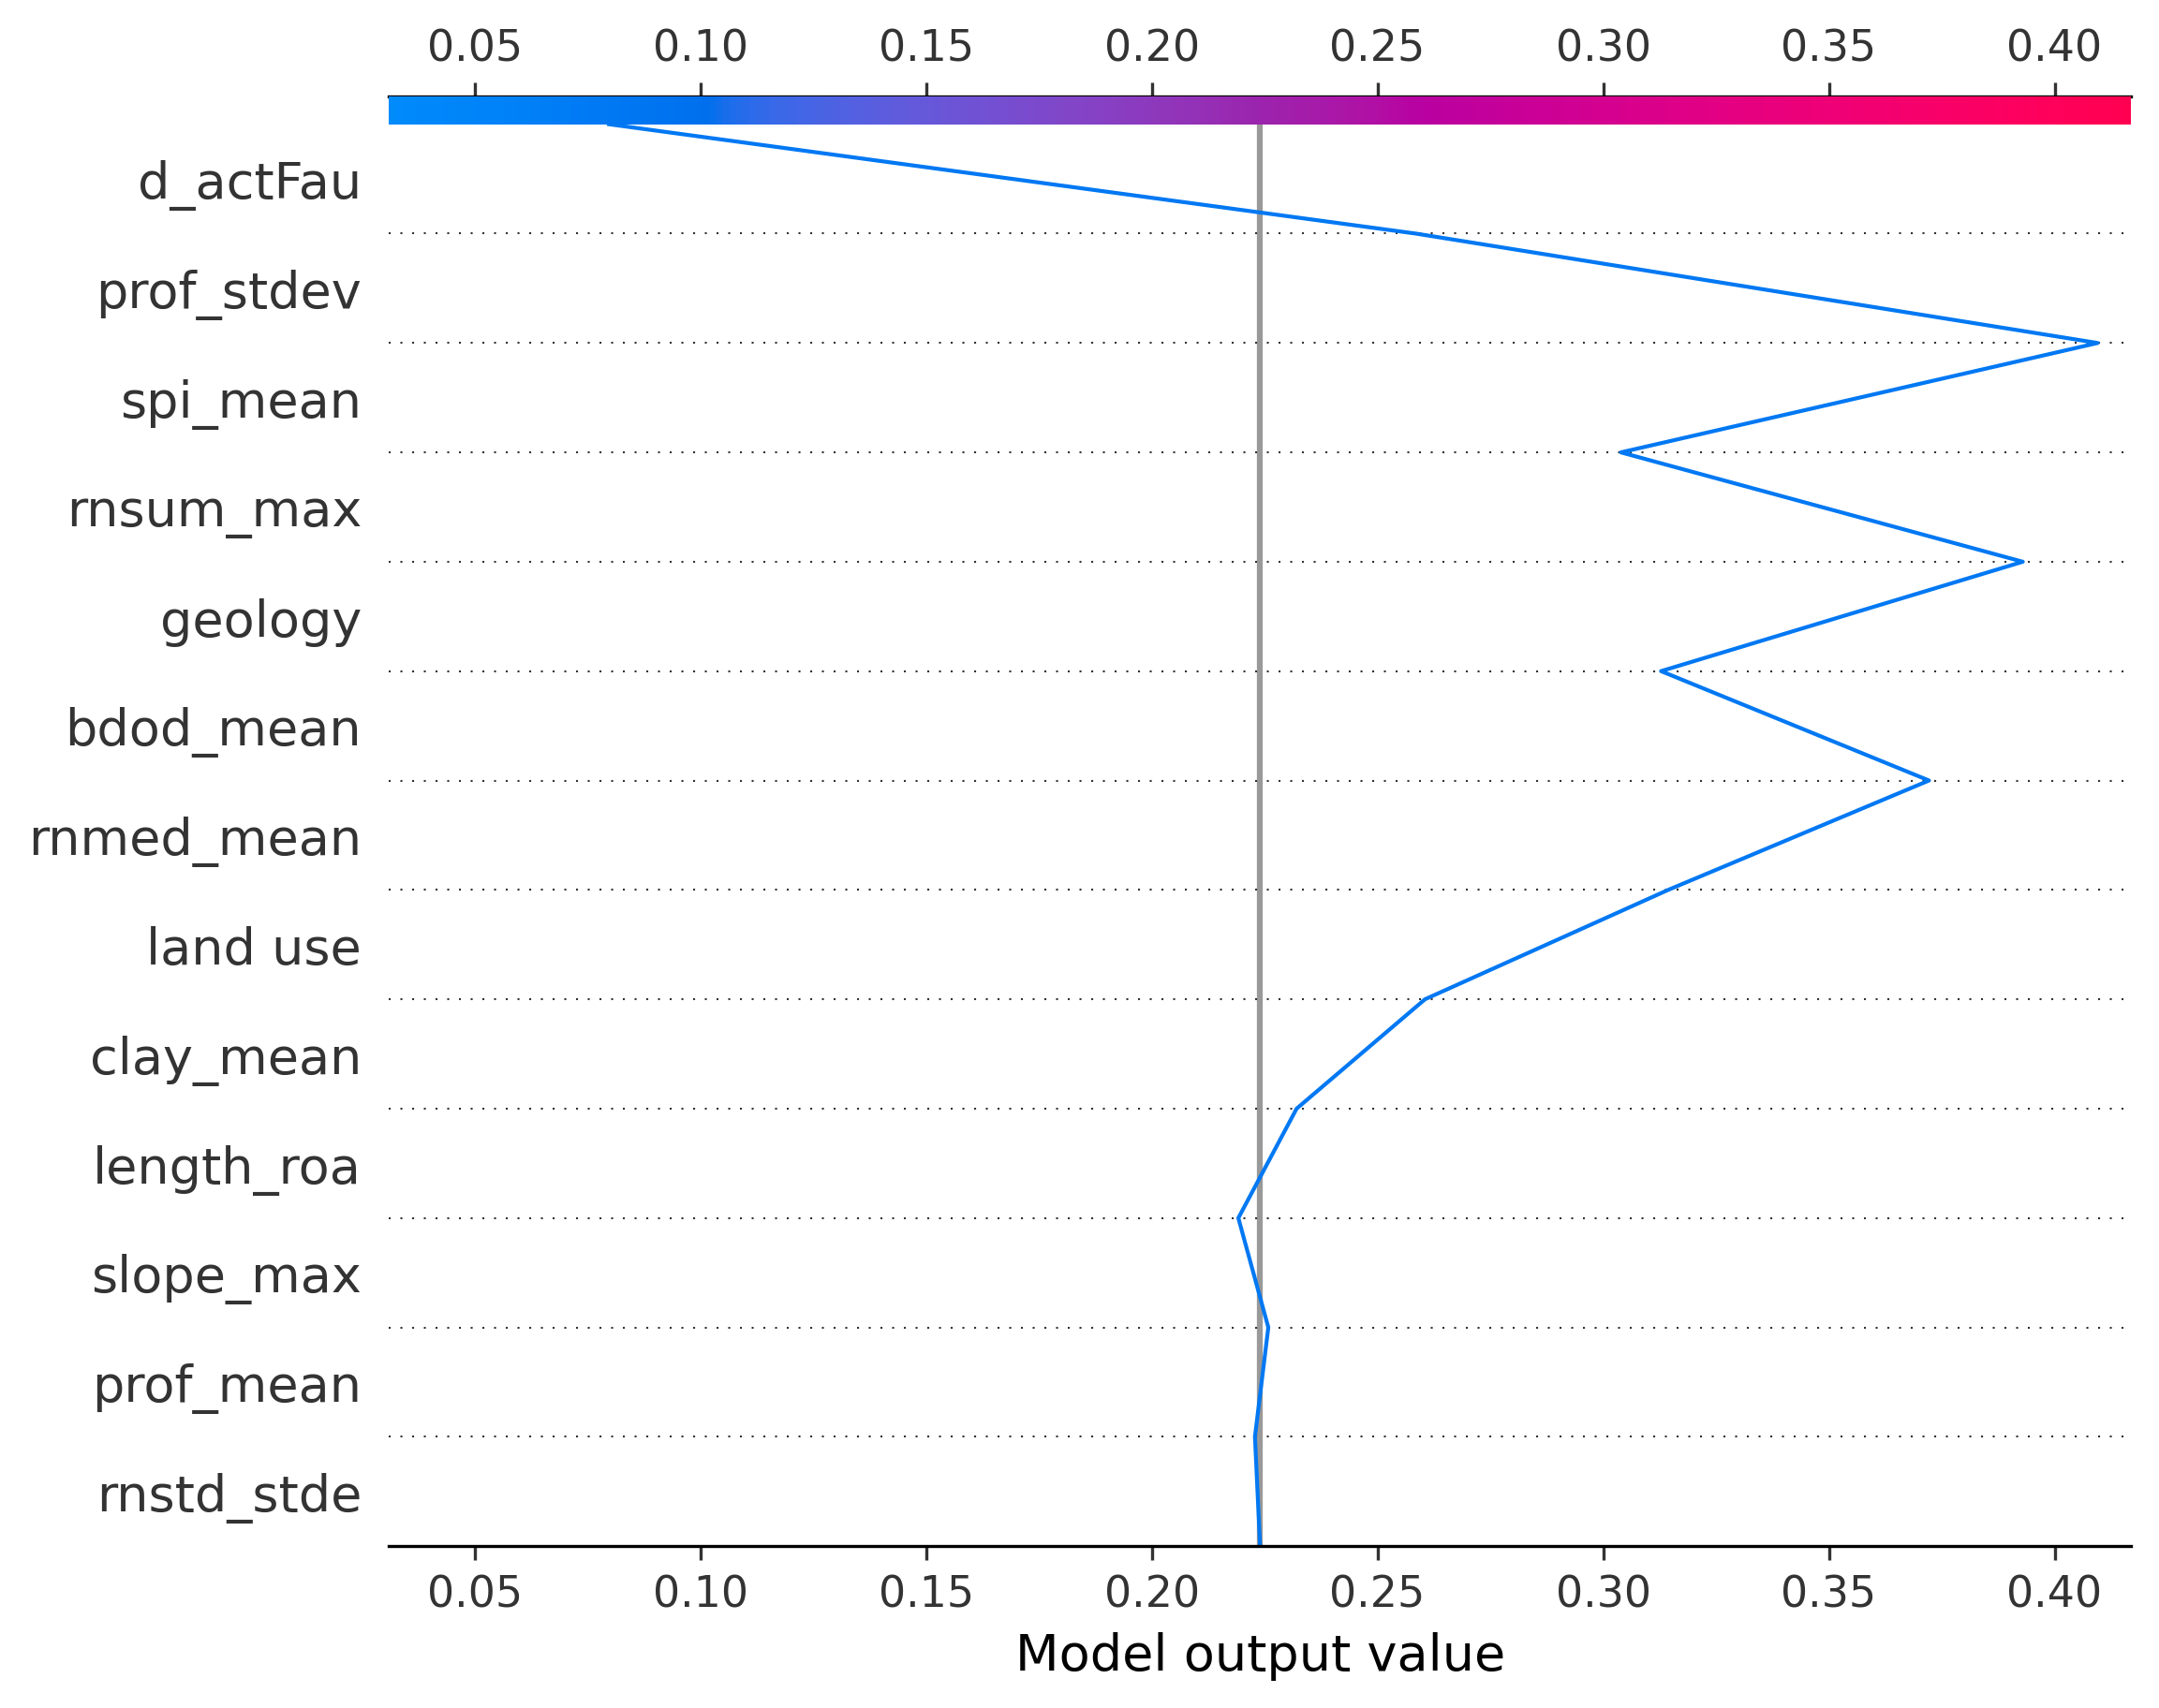 0.05 0.10 0.15 0.20 0.25 0.30 0.35 0.40
d_actFau
prof_stdev
spi_mean
rnsum_max
geology
bdod_mean
rnmed_mean
land use
clay_mean
length_roa
slope_max
prof_mean
rnstd_stde
0.05 0.10 0.15 0.20 0.25 0.30 0.35 0.40
Model output value